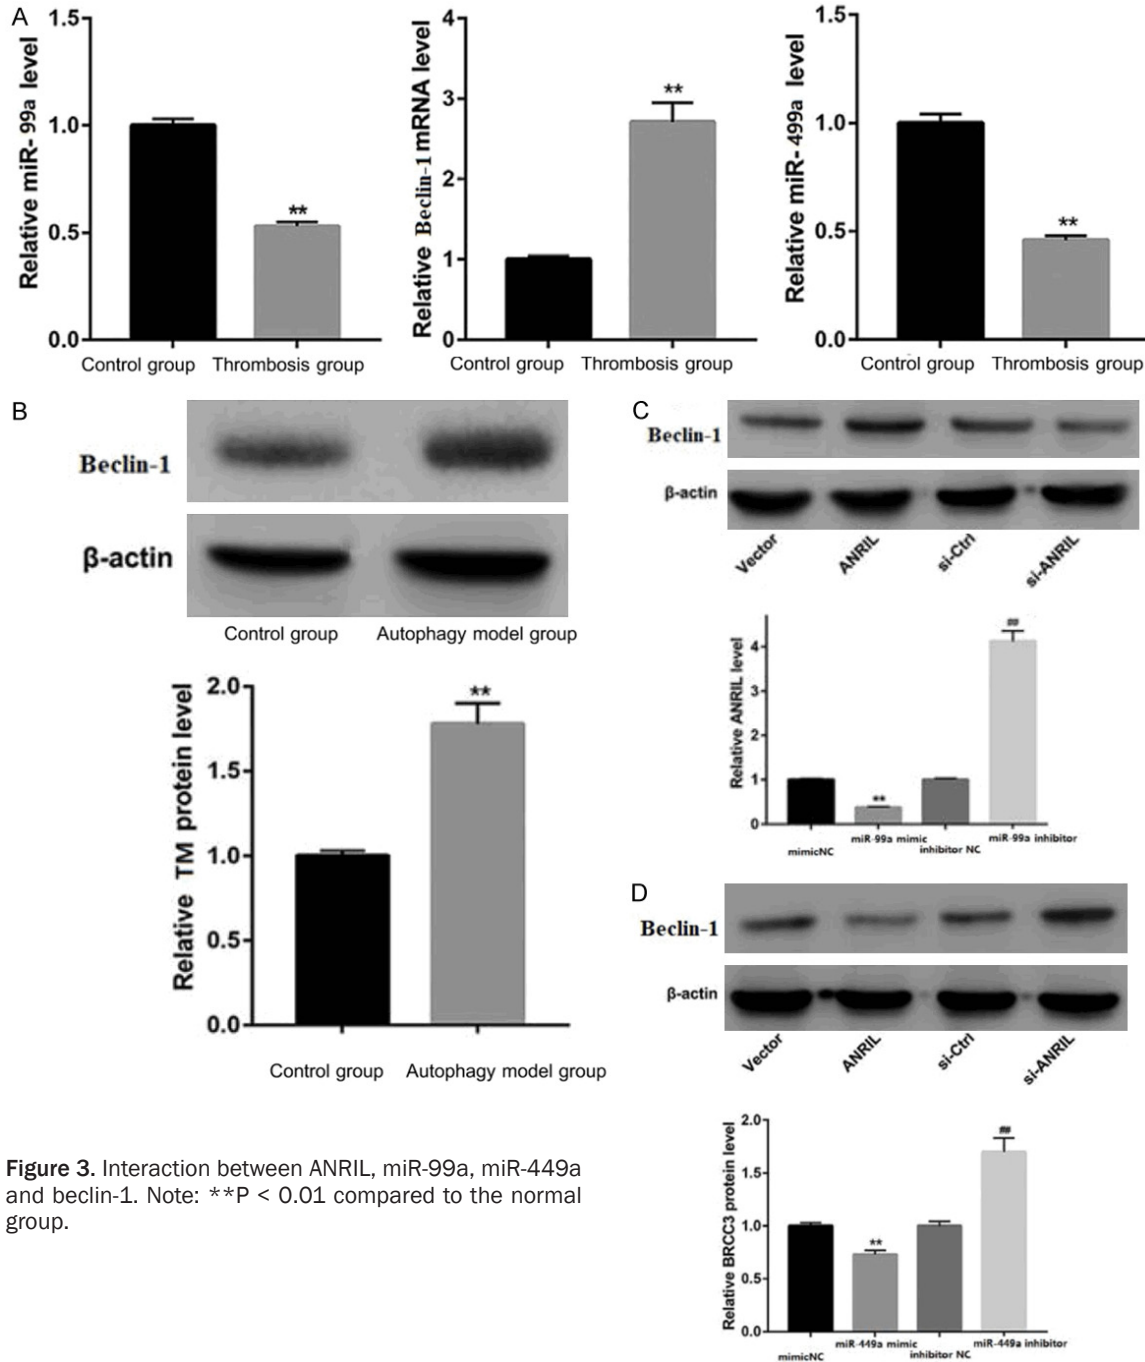 A
Relative miR-99a level
1.5
1.0
0.5
0.0
**
Control group Thrombosis group
Relative Beclin-1 mRNA level
4
3
2
1
0
**
Control group Thrombosis group
Relative miR-499a level
1.5
1.0
0.5
0.0
**
Control group Thrombosis group
B
Beclin-1
β-actin
Control group Autophagy model group
Relative TM protein level
2.0
1.5
1.0
0.5
0.0
**
Control group Autophagy model group
C
Beclin-1
β-actin
Vector ANRIL si-Ctrl si-ANRIL
Relative ANRIL level
4
3
2
1
0
**
##
mimicNC miR-99a mimic inhibitor NC miR-99a inhibitor
D
Beclin-1
β-actin
Vector ANRIL si-Ctrl si-ANRIL
Relative BRCC3 protein level
2.0
1.5
1.0
0.5
0.0
**
##
mimicNC miR-449a mimic inhibitor NC miR-449a inhibitor
Figure 3. Interaction between ANRIL, miR-99a, miR-449a
and beclin-1. Note: **P < 0.01 compared to the normal
group.